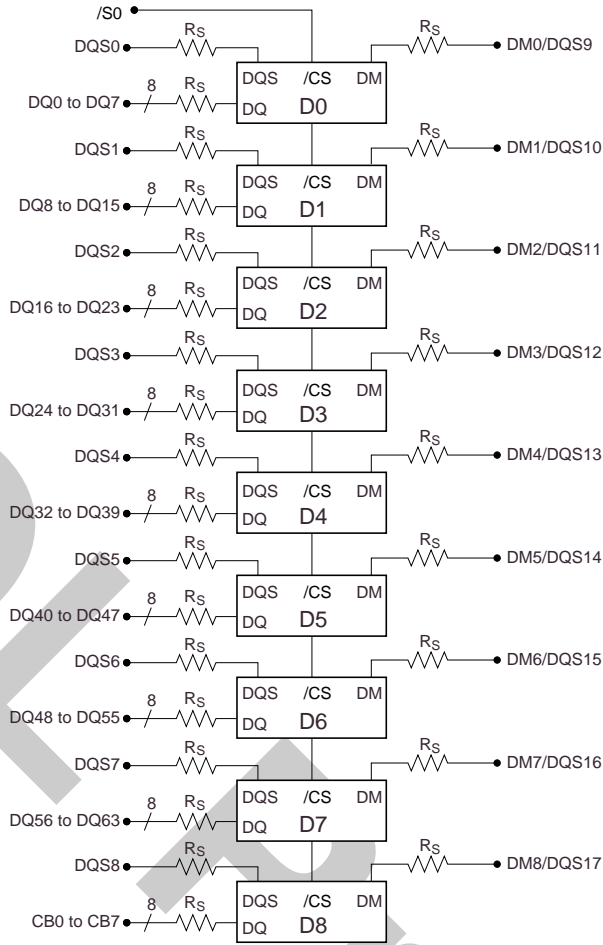 /S0
DQS0 RS RS DM0/DQS9
DQS /CS DM
DQ0 to DQ7 8 RS DQ D0
DQS1 RS RS DM1/DQS10
DQS /CS DM
DQ8 to DQ15 8 RS DQ D1
DQS2 RS RS DM2/DQS11
DQS /CS DM
DQ16 to DQ23 8 RS DQ D2
DQS3 RS RS DM3/DQS12
DQS /CS DM
DQ24 to DQ31 8 RS DQ D3
DQS4 RS RS DM4/DQS13
DQS /CS DM
DQ32 to DQ39 8 RS DQ D4
DQS5 RS RS DM5/DQS14
DQS /CS DM
DQ40 to DQ47 8 RS DQ D5
DQS6 RS RS DM6/DQS15
DQS /CS DM
DQ48 to DQ55 8 RS DQ D6
DQS7 RS RS DM7/DQS16
DQS /CS DM
DQ56 to DQ63 8 RS DQ D7
DQS8 RS RS DM8/DQS17
DQS /CS DM
CB0 to CB7 8 RS DQ D8